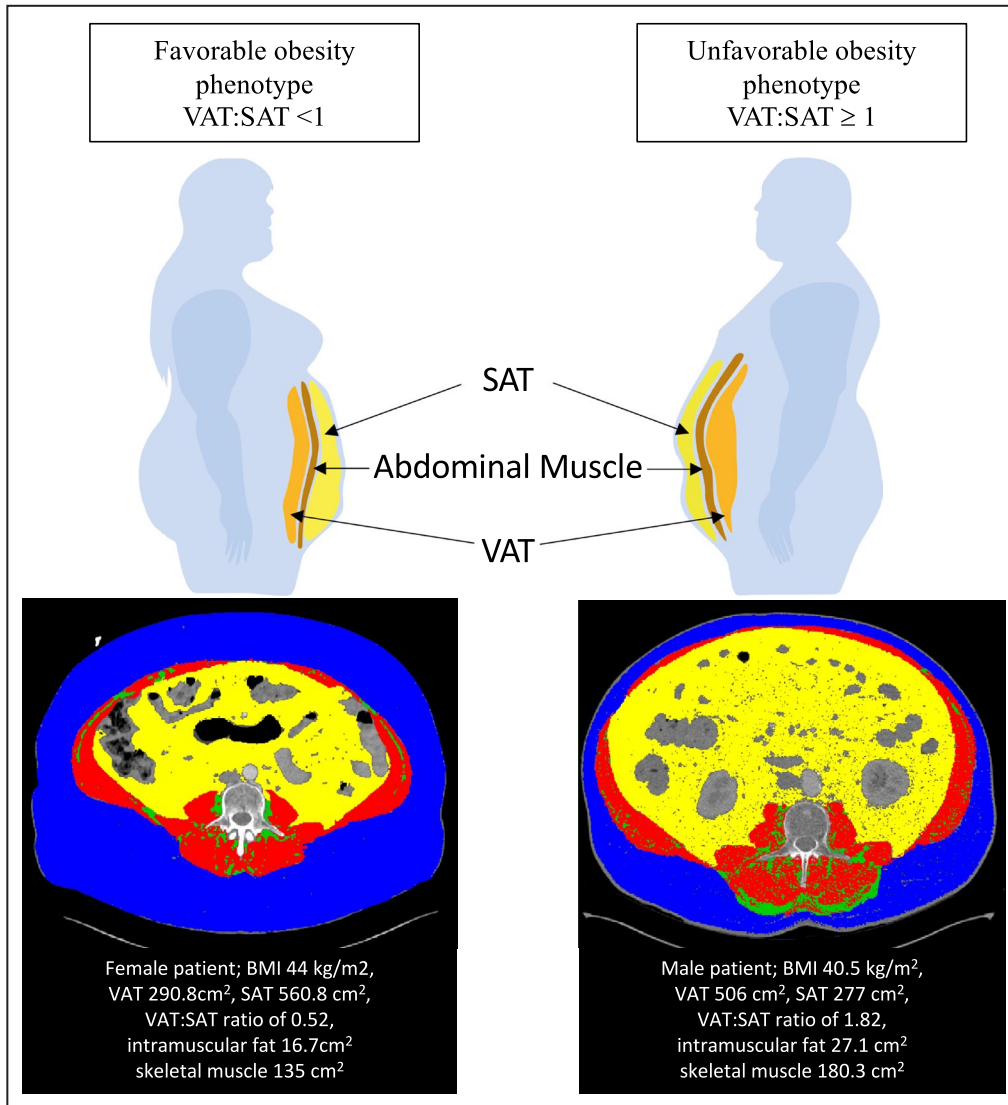 Favorable obesity
phenotype
VAT:SAT <1
Unfavorable obesity
phenotype
VAT:SAT ≥ 1
SAT
Abdominal Muscle
VAT
Female patient; BMI 44 kg/m2,
VAT 290.8cm², SAT 560.8 cm²,
VAT:SAT ratio of 0.52,
intramuscular fat 16.7cm²
skeletal muscle 135 cm²
Male patient; BMI 40.5 kg/m²,
VAT 506 cm², SAT 277 cm²,
VAT:SAT ratio of 1.82,
intramuscular fat 27.1 cm²
skeletal muscle 180.3 cm²